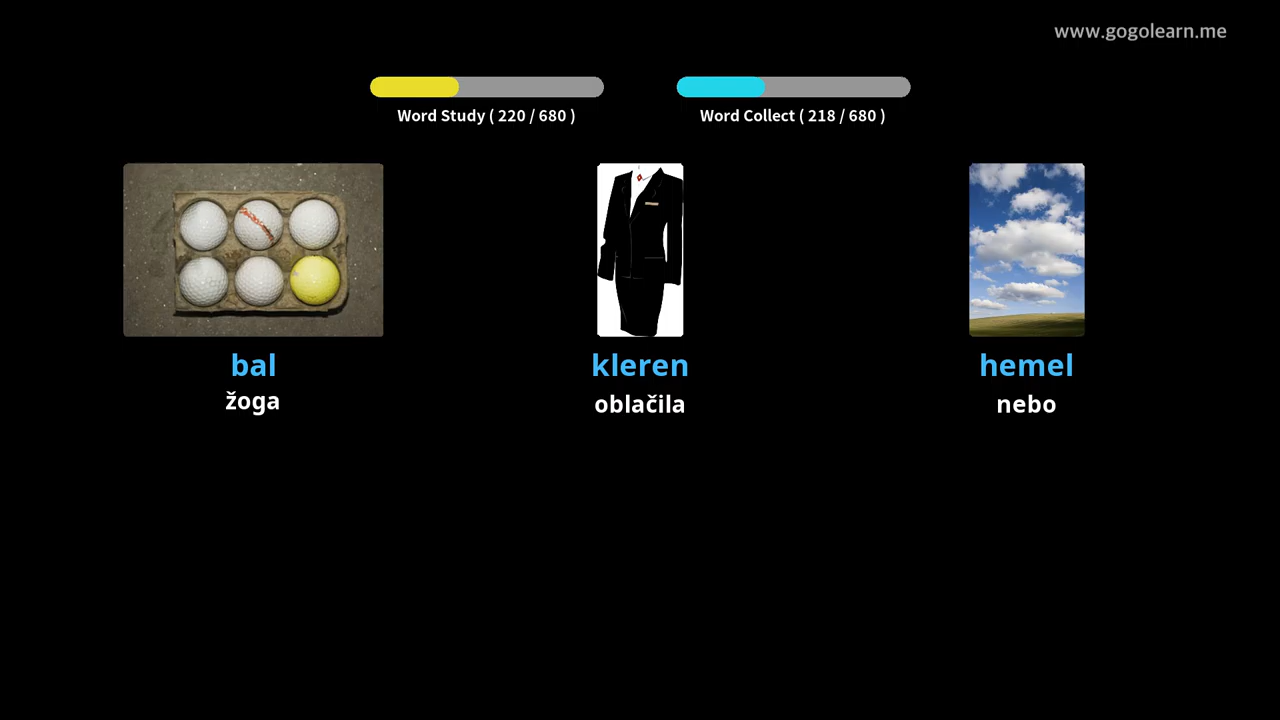 www.gogolearn.me
Word Study ( 220 / 680 )
Word Collect ( 218 / 680 )
bal
žoga
kleren
oblačila
hemel
nebo